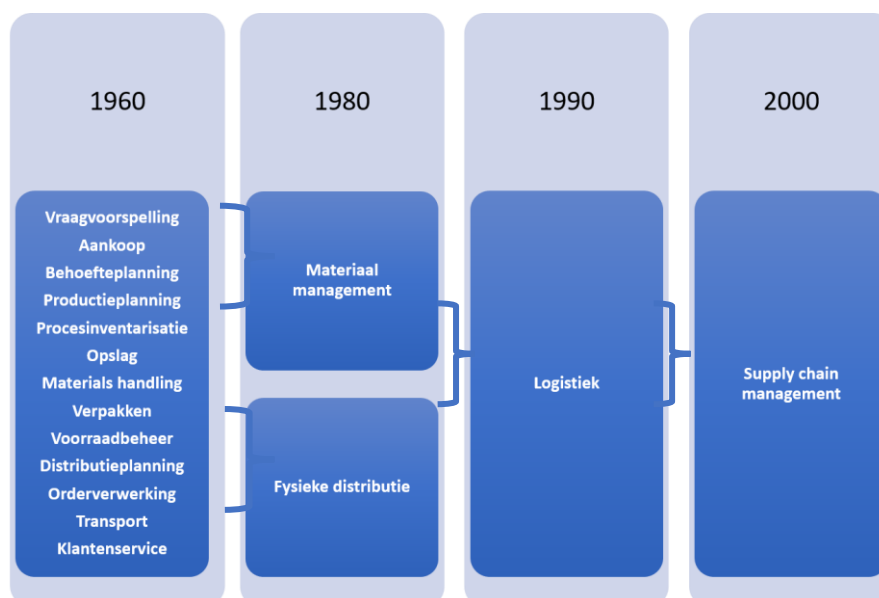 1960
Vraagvoorspelling
Aankoop
Behoefteplanning
Productieplanning
Procesinventarisatie
Opslag
Materials handling
Verpakken
Voorraadbeheer
Distributieplanning
Orderverwerking
Transport
Klantenservice
1980
Materiaal
management
Fysieke distributie
1990
Logistiek
2000
Supply chain
management